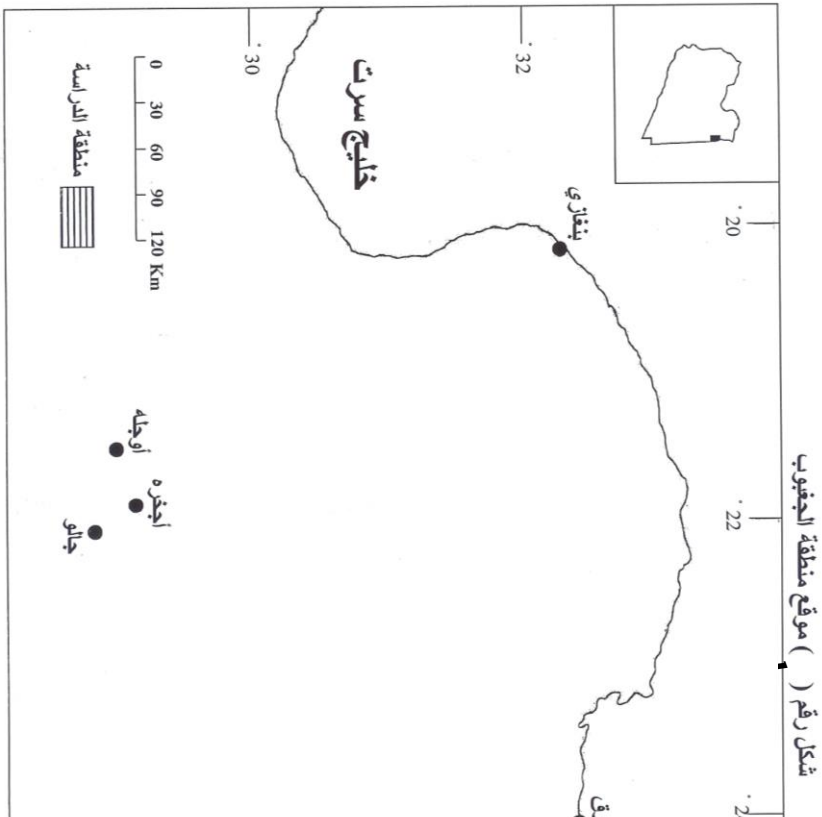 شكل رقم ( ) موقع منطقة الجغبوب
20°
22°
32°
30°
بنغازي
خليج سرت
أجخره
أوجله
جالو
0 30 60 90 120 Km
منطقة الدراسة